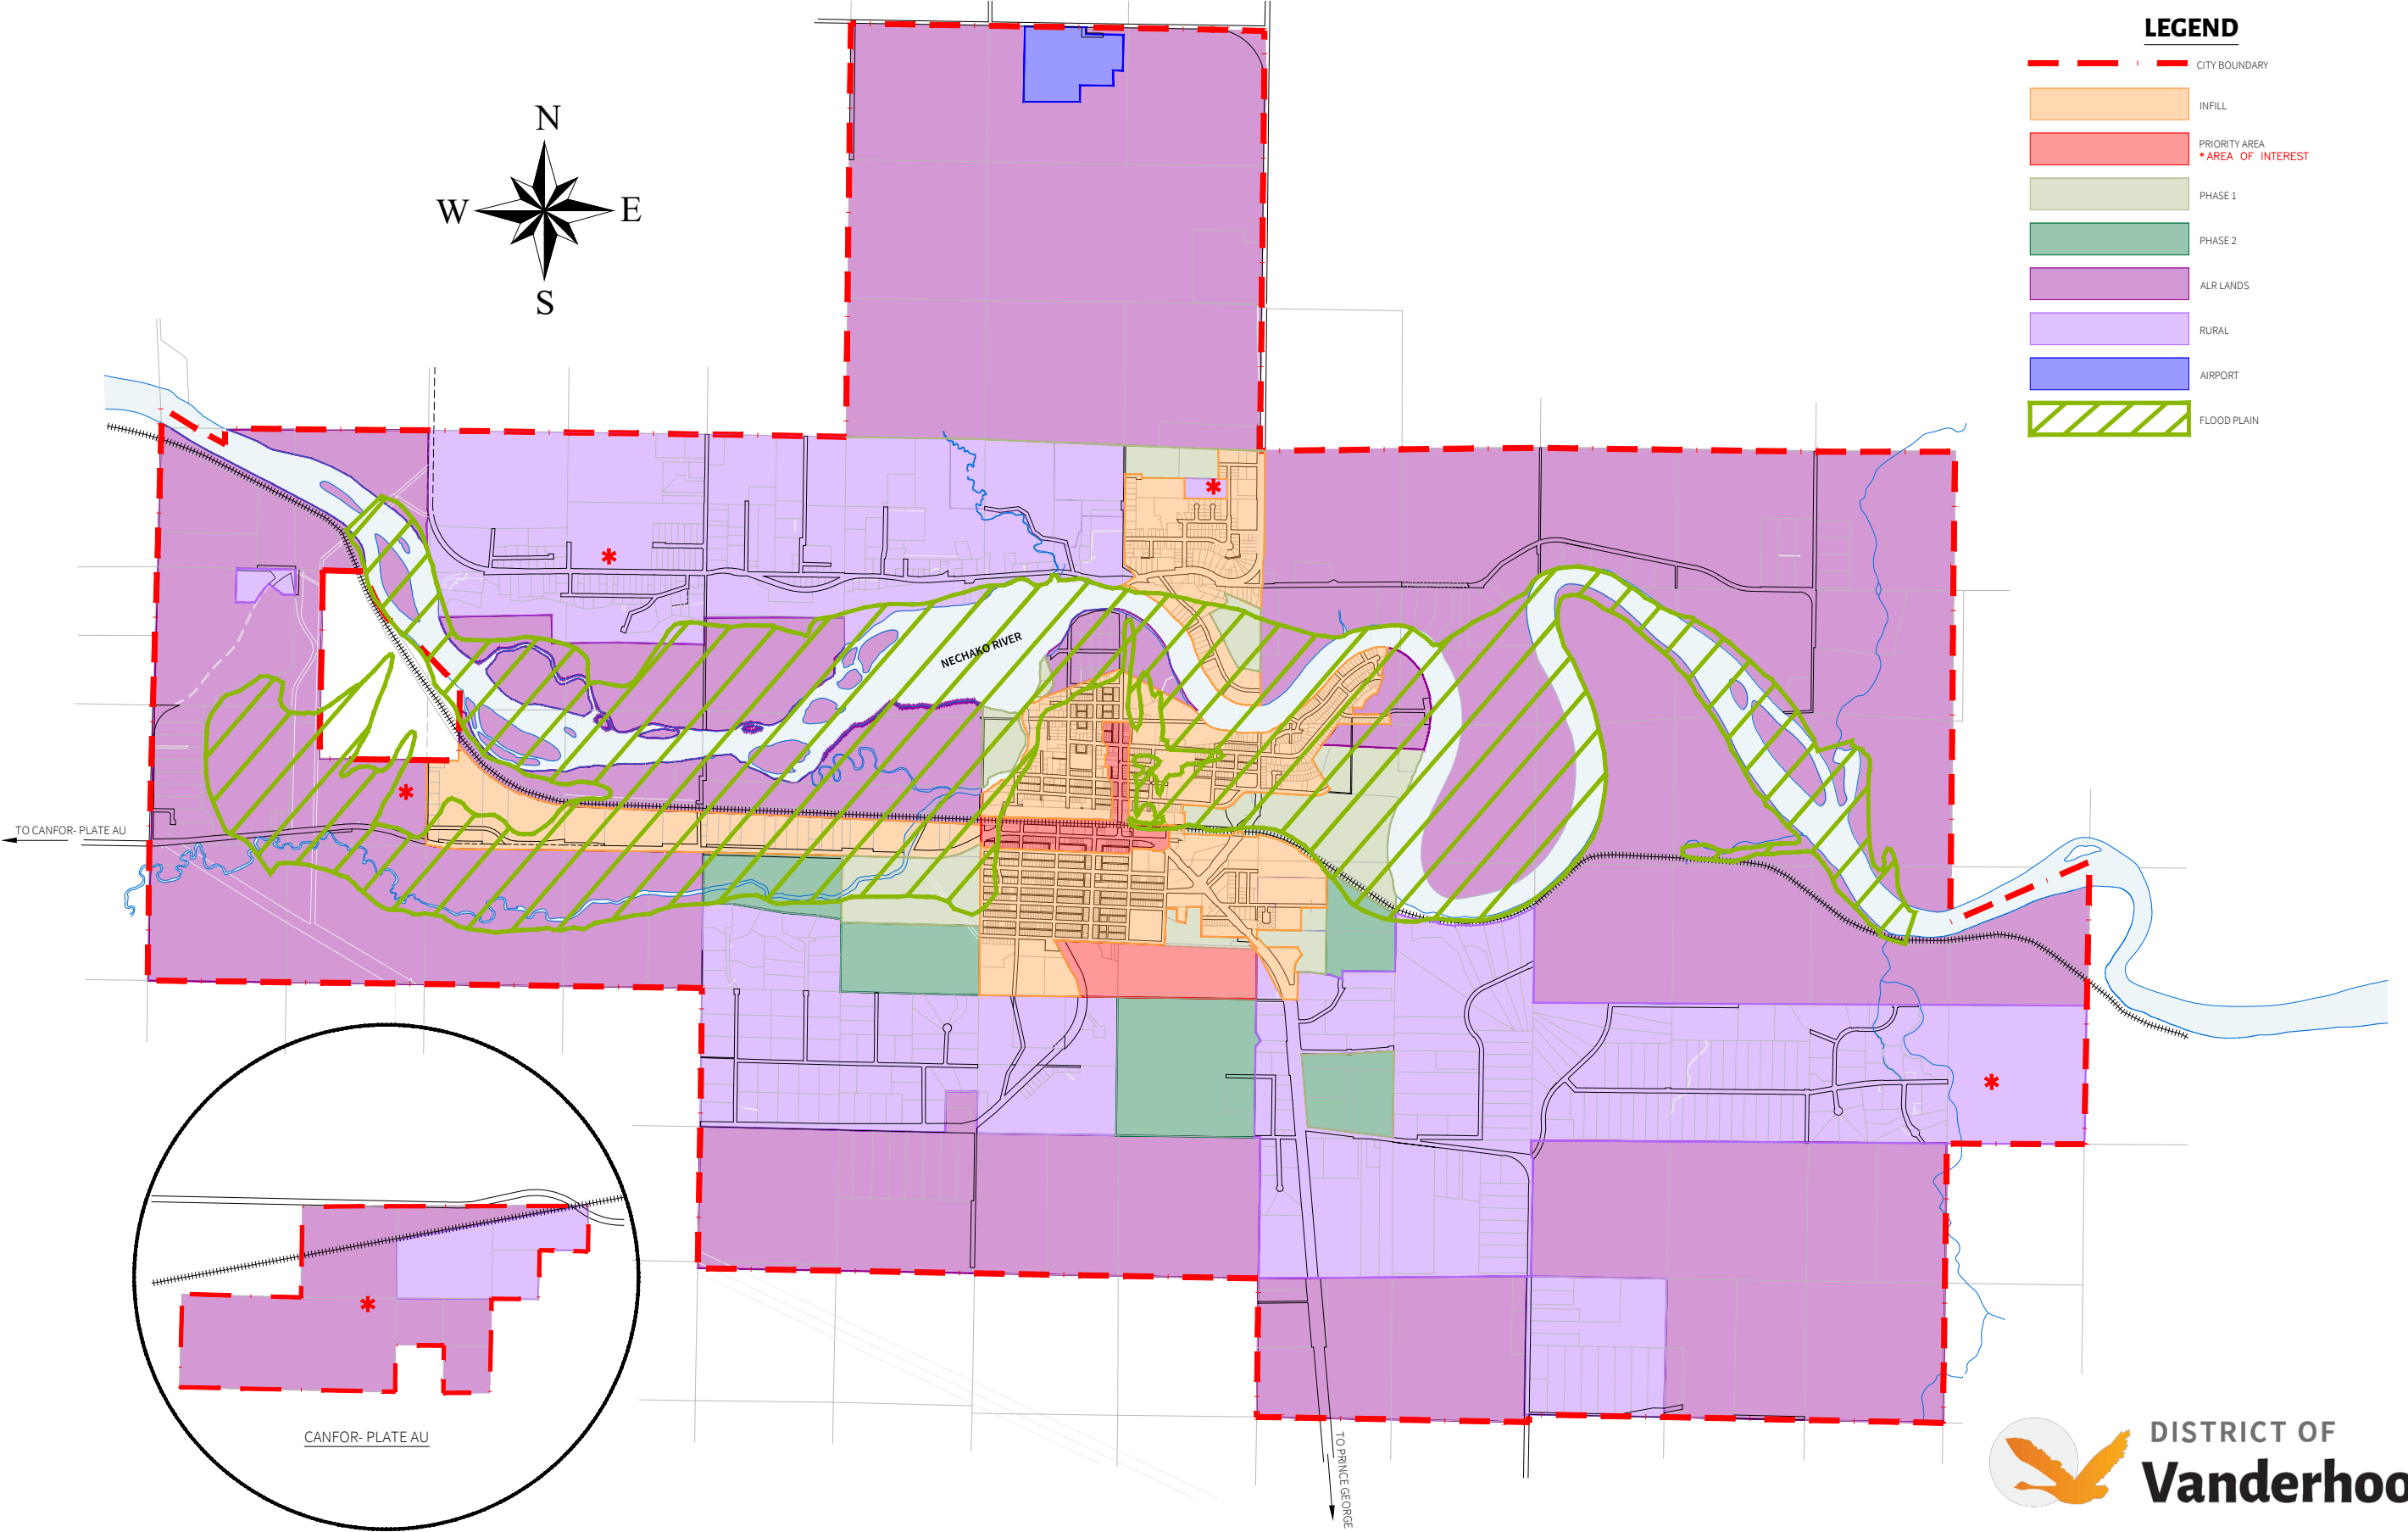 LEGEND
CITY BOUNDARY
INFILL
PRIORITY AREA
* AREA OF INTEREST
PHASE 1
PHASE 2
ALR LANDS
RURAL
AIRPORT
FLOOD PLAIN
N
W
E
S
NECHAKO RIVER
TO CANFOR- PLATE AU
CANFOR- PLATE AU
TO PRINCE GEORGE
DISTRICT OF
Vanderhoo